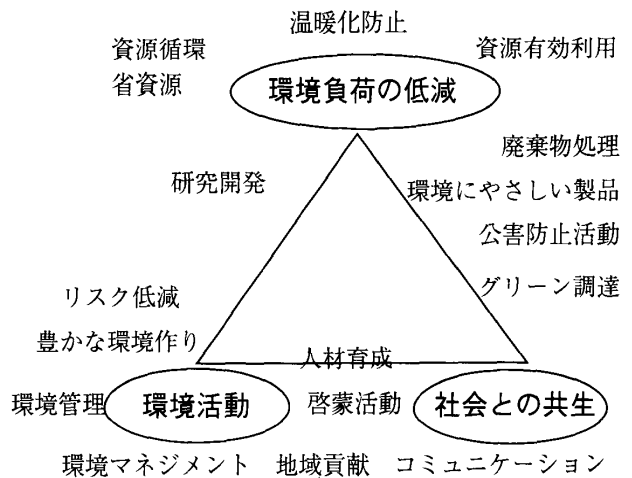 温暖化防止
資源循環
資源有効利用
省資源
環境負荷の低減
廃棄物処理
研究開発
環境にやさしい製品
公害防止活動
グリーン調達
リスク低減
豊かな環境作り
人材育成
環境管理
環境活動
啓蒙活動
社会との共生
環境マネジメント 地域貢献 コミュニケーション